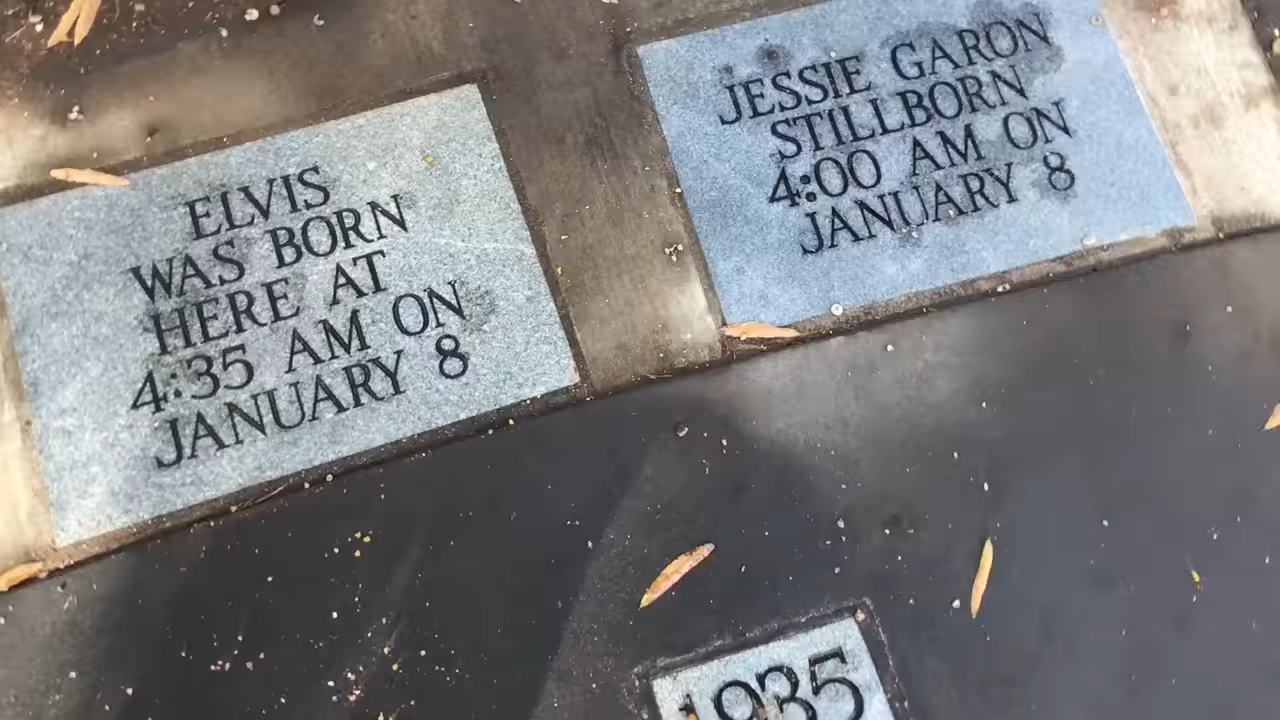 ELVIS
WAS BORN
HERE AT
4:35 AM ON
JANUARY 8
JESSIE GARON
STILLBORN
4:00 AM ON
JANUARY 8
1935